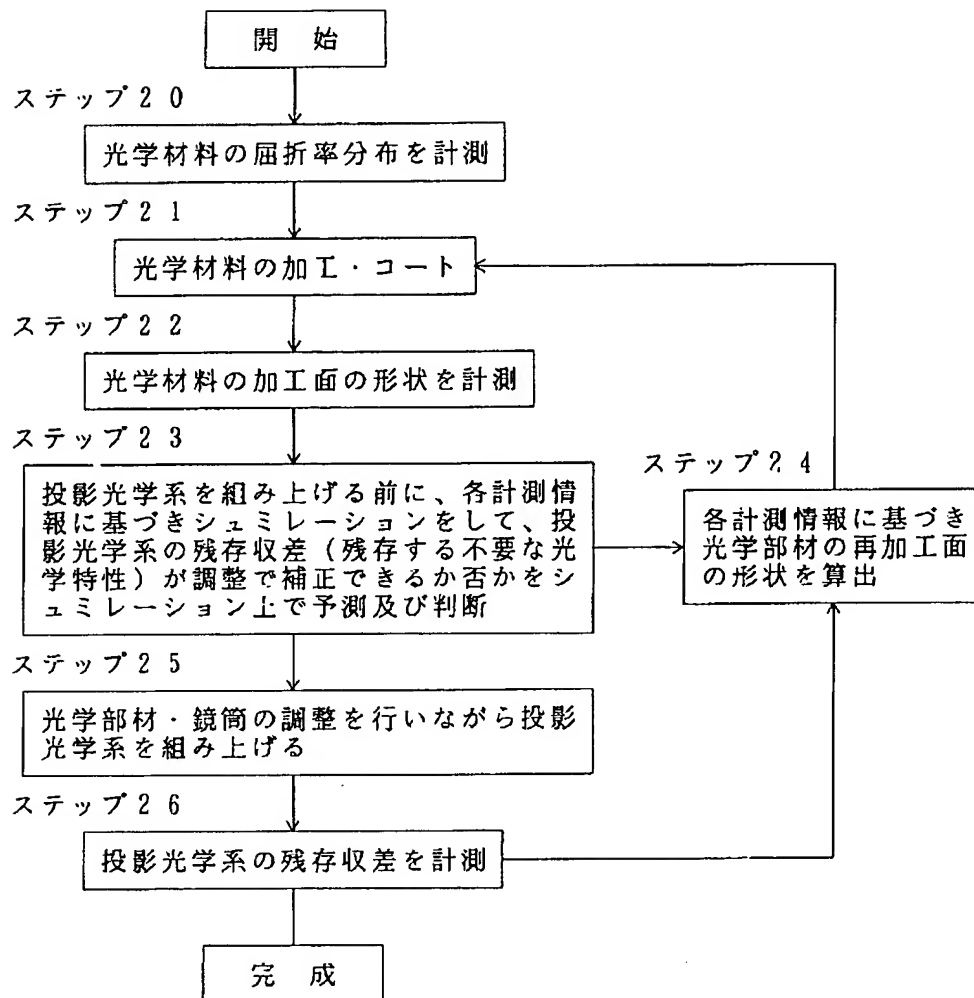 開 始
ステップ20
光学材料の屈折率分布を計測
ステップ21
光学材料の加工・コート
ステップ22
光学材料の加工面の形状を計測
ステップ23
投影光学系を組み上げる前に、各計測情
報に基づきシュミレーションをして、投
影光学系の残存収差(残存する不要な光
学特性)が調整で補正できるか否かをシ
ュミレーション上で予測及び判断
ステップ24
各計測情報に基づき
光学部材の再加工面
の形状を算出
ステップ25
光学部材・鏡筒の調整を行いながら投影
光学系を組み上げる
ステップ26
投影光学系の残存収差を計測
完 成